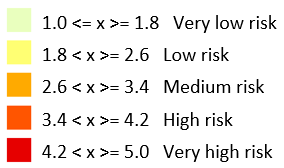 1.0 <= x >= 1.8 Very low risk
1.8 < x >= 2.6 Low risk
2.6 < x >= 3.4 Medium risk
3.4 < x >= 4.2 High risk
4.2 < x >= 5.0 Very high risk